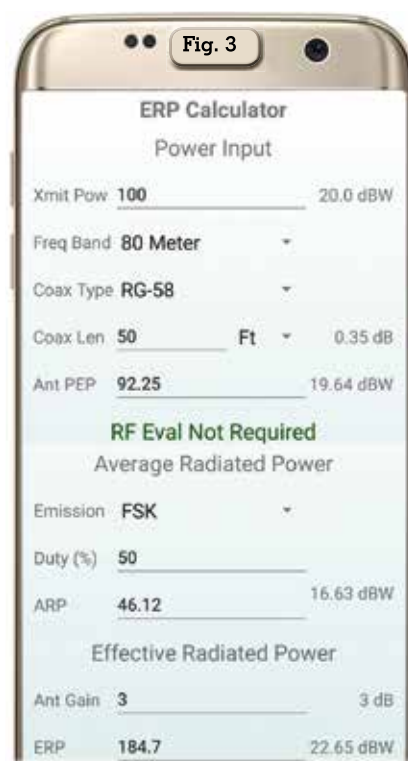 Fig. 3
ERP Calculator
Power Input
Xmit Pow 100 20.0 dBW
Freq Band 80 Meter
Coax Type RG-58
Coax Len 50 Ft 0.35 dB
Ant PEP 92.25 19.64 dBW
RF Eval Not Required
Average Radiated Power
Emission FSK
Duty (%) 50
ARP 46.12 16.63 dBW
Effective Radiated Power
Ant Gain 3 3 dB
ERP 184.7 22.65 dBW